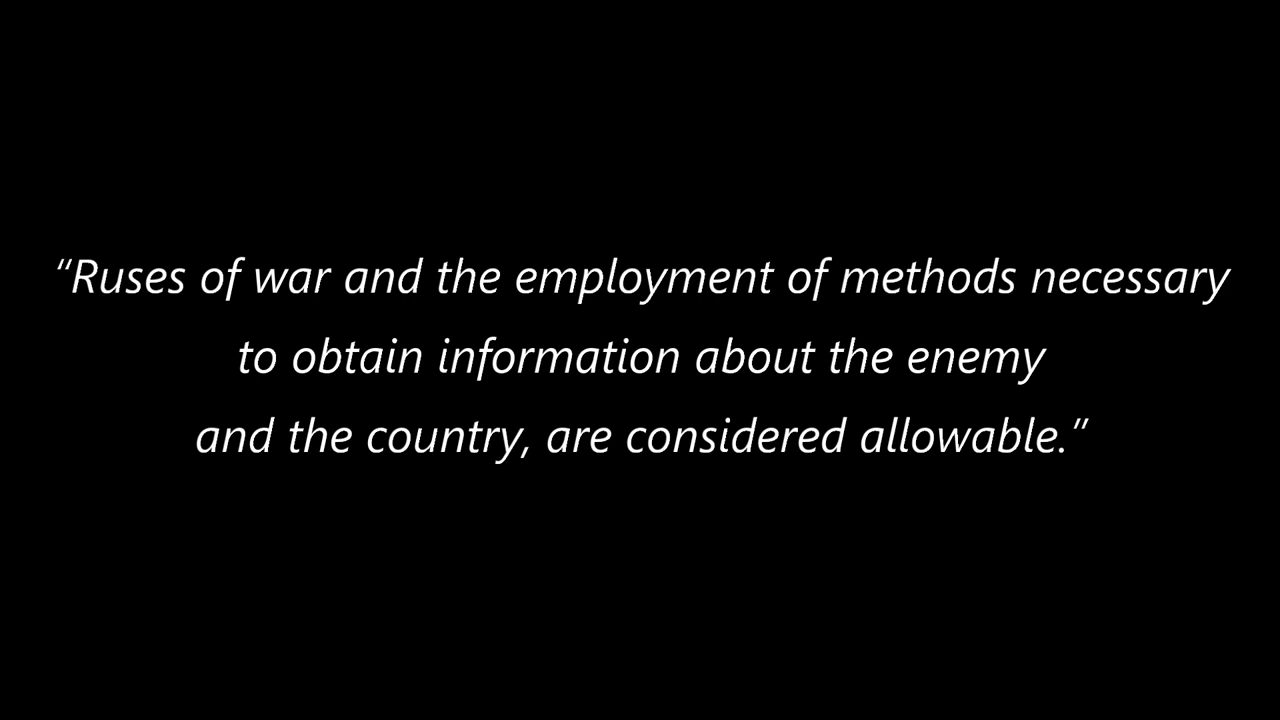 “Ruses of war and the employment of methods necessary
to obtain information about the enemy
and the country, are considered allowable.”